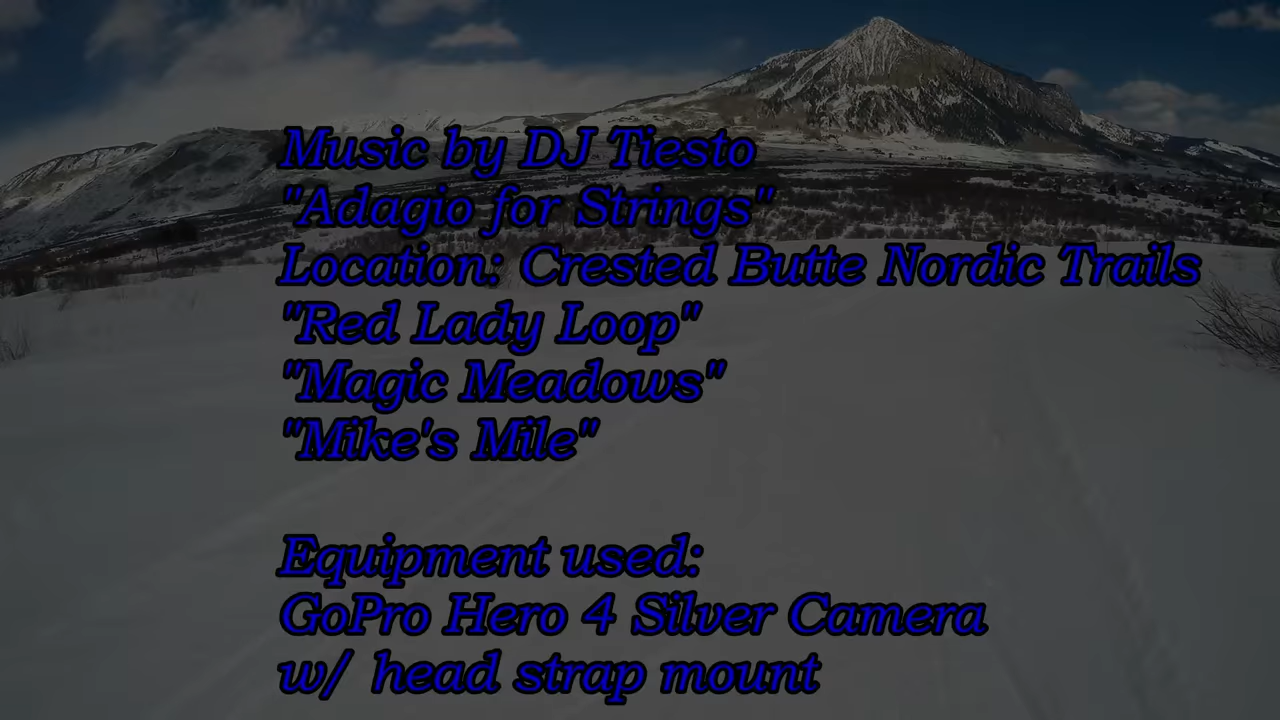 Music by DJ Tiesto
"Adagio for Strings"
Location: Crested Butte Nordic Trails
"Red Lady Loop"
"Magic Meadows"
"Mike's Mile"
Equipment used:
GoPro Hero 4 Silver Camera
w/ head strap mount